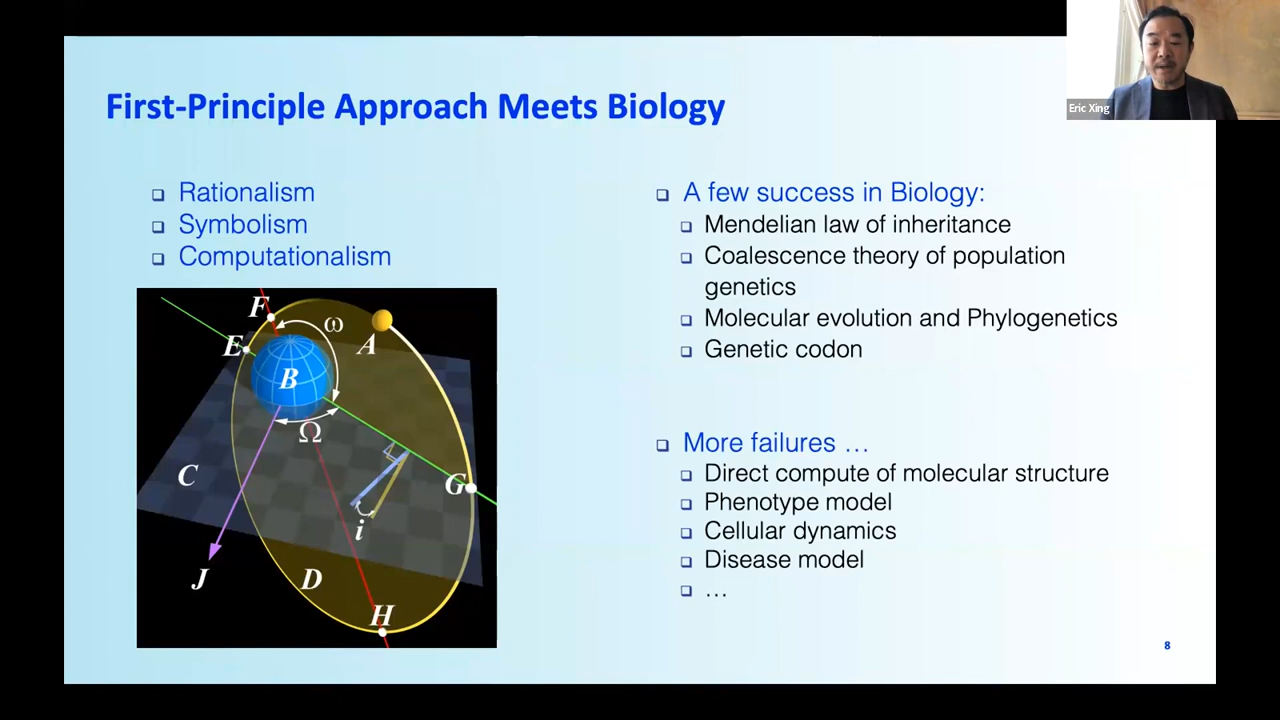 Eric Xing
First-Principle Approach Meets Biology
❑ Rationalism
❑ Symbolism
❑ Computationalism
F
ω
E
A
B
Ω
C
G
i
J
D
H
❑ A few success in Biology:
❑ Mendelian law of inheritance
❑ Coalescence theory of population
genetics
❑ Molecular evolution and Phylogenetics
❑ Genetic codon
❑ More failures …
❑ Direct compute of molecular structure
❑ Phenotype model
❑ Cellular dynamics
❑ Disease model
❑ …
8